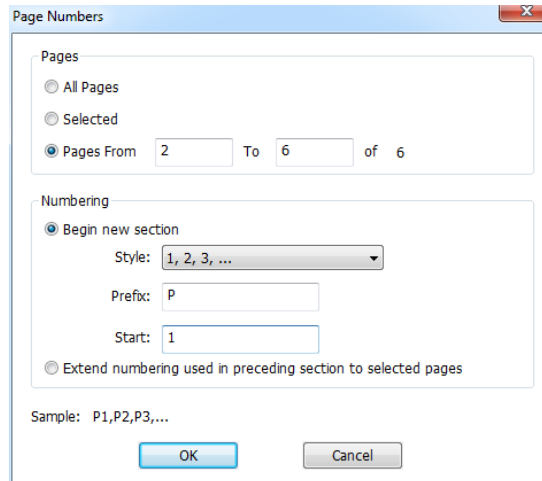 Page Numbers
Pages
All Pages
Selected
Pages From 2 To 6 of 6
Numbering
Begin new section
Style: 1, 2, 3, ...
Prefix: P
Start: 1
Extend numbering used in preceding section to selected pages
Sample: P1,P2,P3,...
OK Cancel